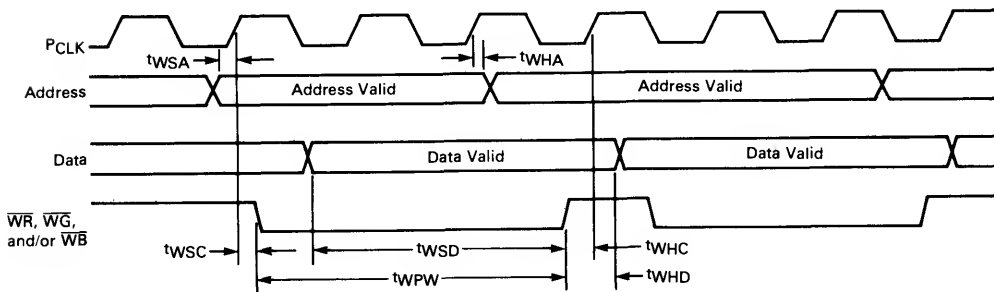 PCLK
tWSA
tWHA
Address
Address Valid
Address Valid
Data
Data Valid
Data Valid
WR, WG,
and/or WB
tWSC
tWSD
tWHC
tWPW
tWHD